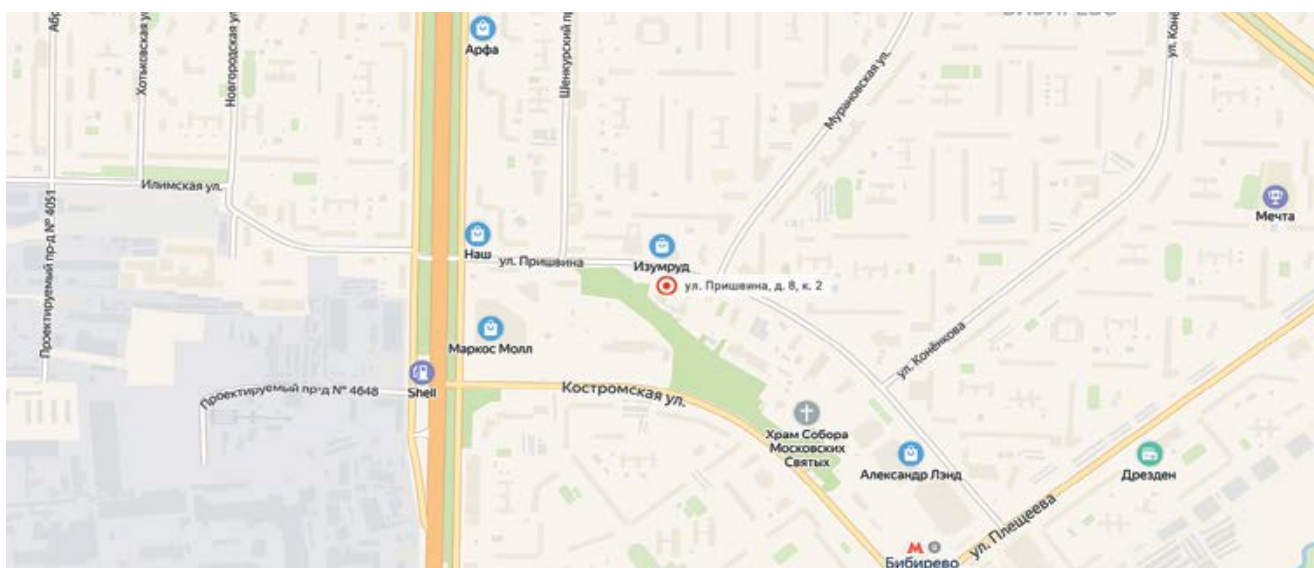 Хотьковская у
Новгородская ул
Арфа
Шенкурский пр
Мурановская ул.
ул. Кон
Мечта
Илимская ул.
Проектируемый пр-д № 4051
Наш
ул. Пришвина
Изумруд
ул. Пришвина, д. 8, к. 2
Маркос Молл
ул. Конёнкова
Проектируемый пр-д № 4648
Shell
Костромская ул.
Храм Собора
Московских
Святых
Александр Лэнд
Дрезден
ул. Плещеева
М
Бибирево